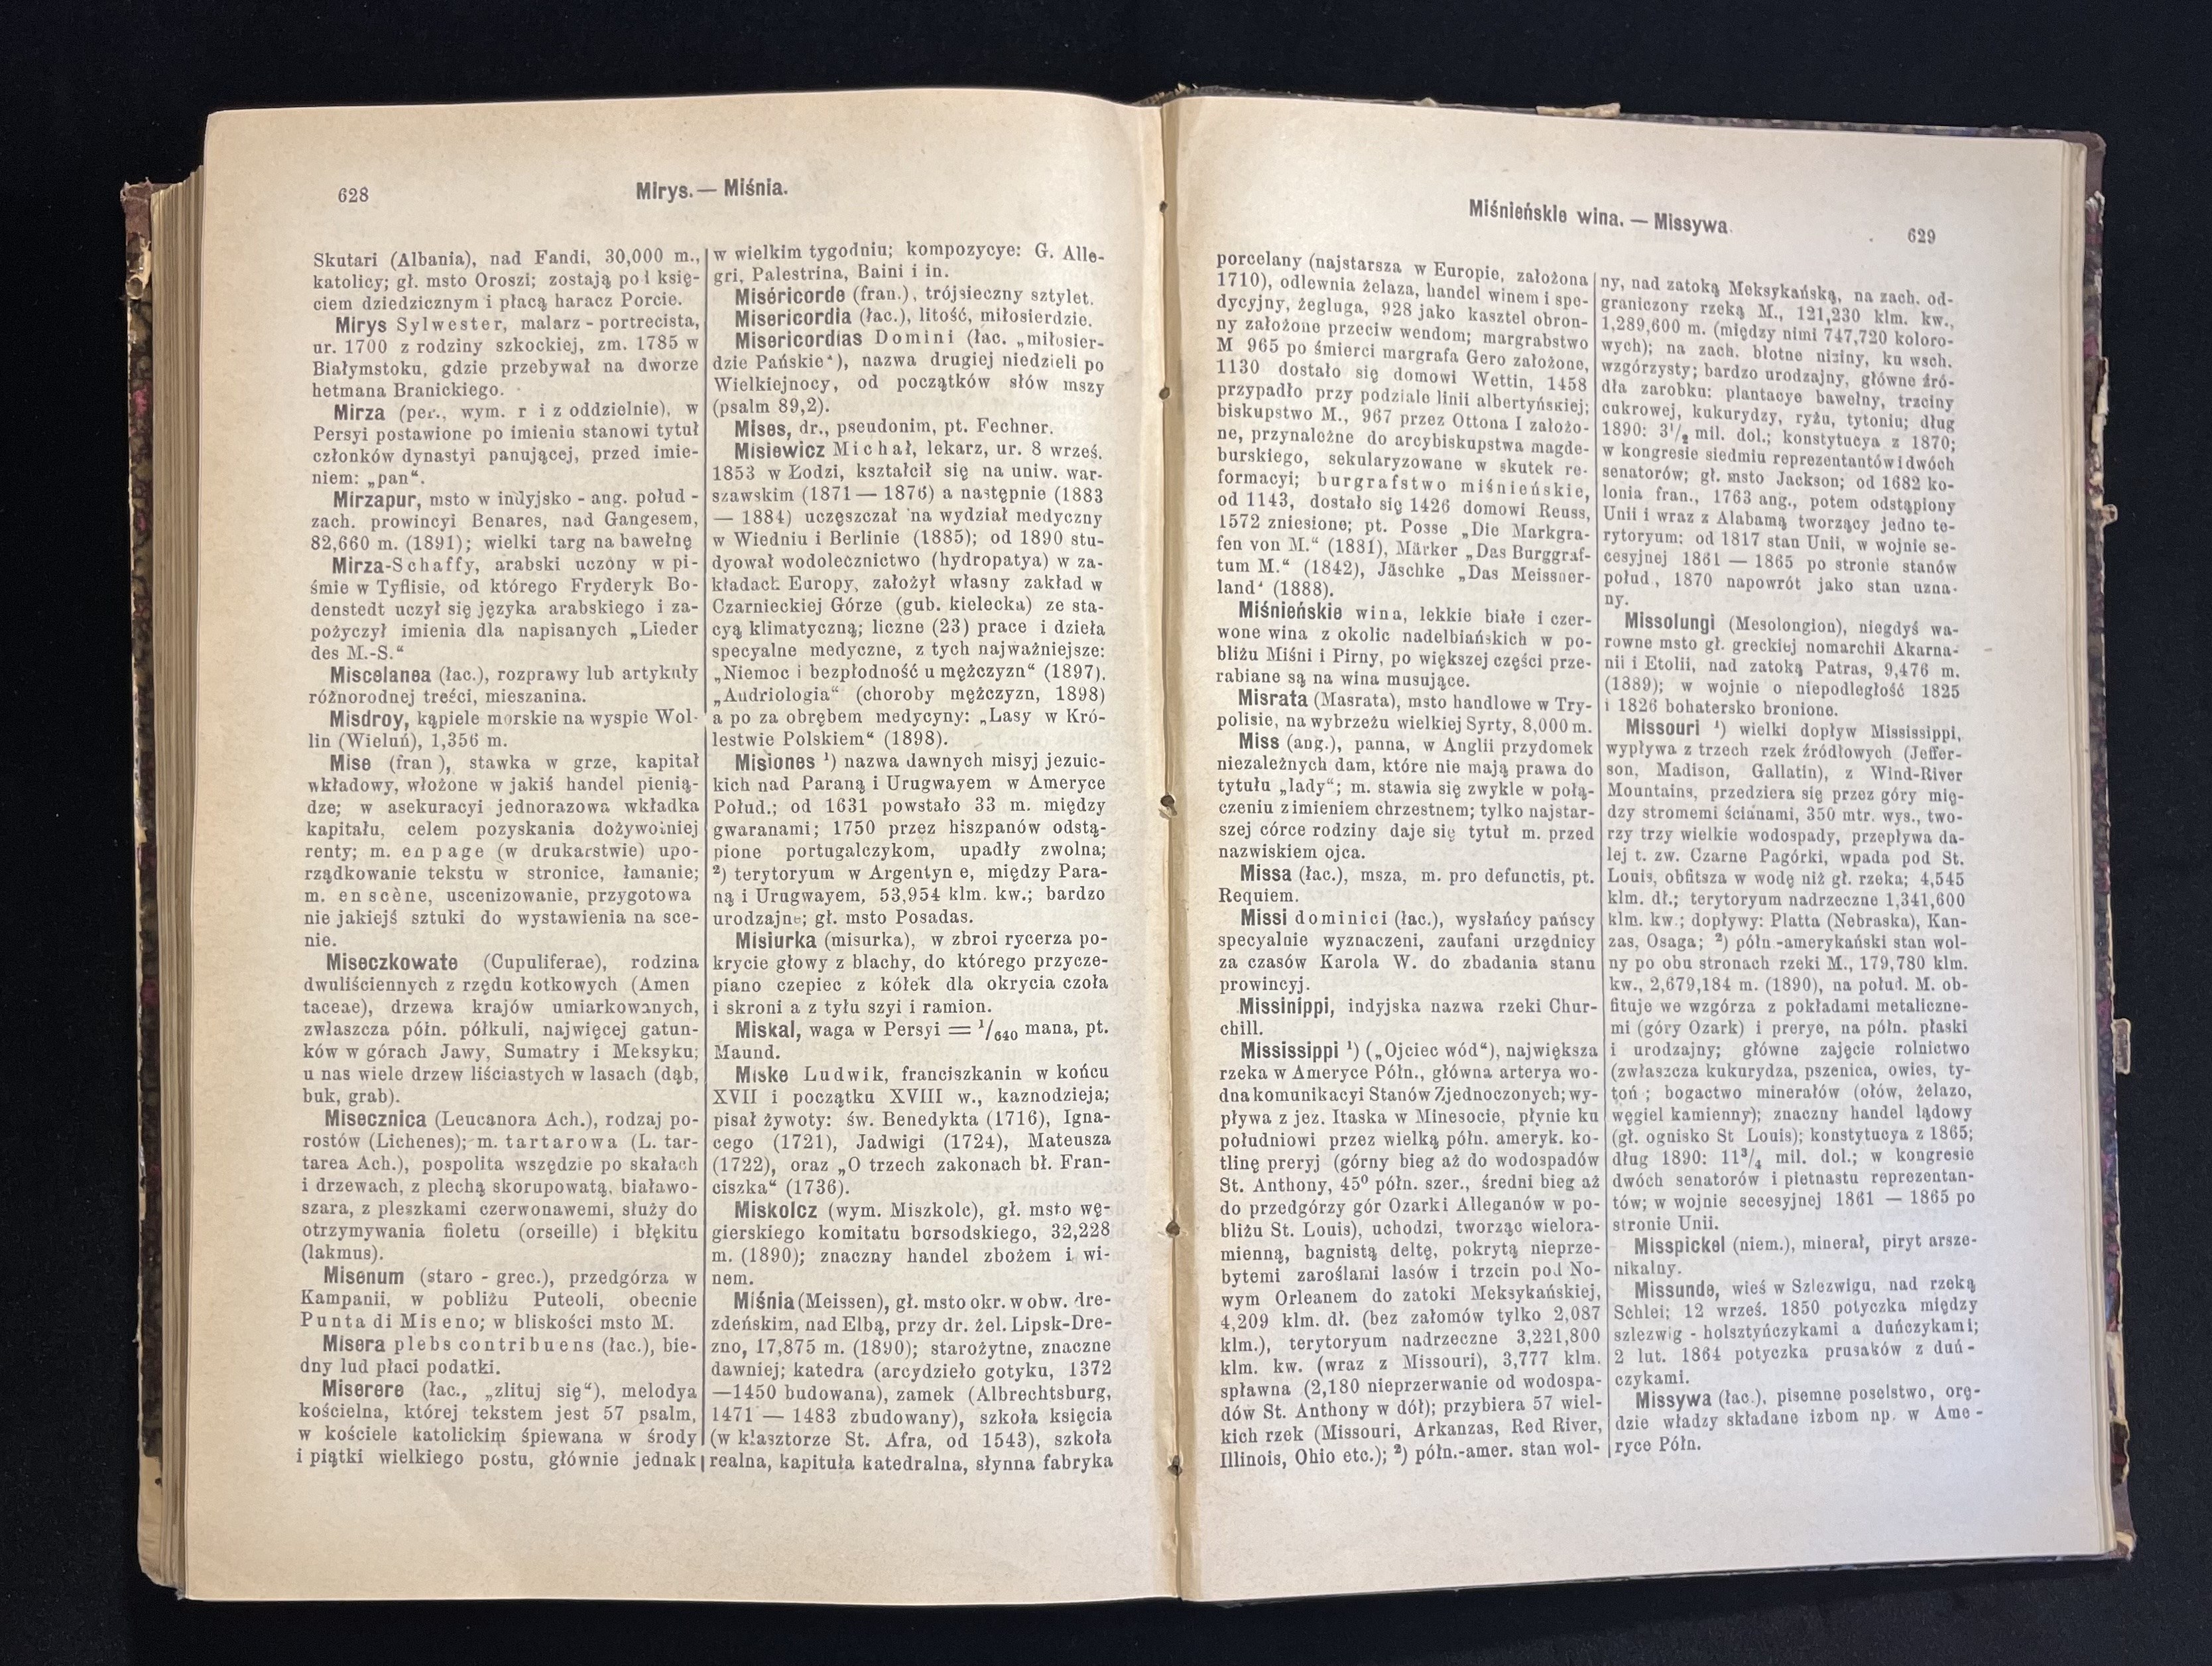 628
Mirys. — Miśnia.
Skutari (Albania), nad Fandi, 30,000 m.,
katolicy; gł. msto Oroszi; zostają pod księ-
ciem dziedzicznym i płacą haracz Porcie.
Mirys Sylwester, malarz - portrecista,
ur. 1700 z rodziny szkockiej, zm. 1785 w
Białymstoku, gdzie przebywał na dworze
hetmana Branickiego.
Mirza (per., wym. r i z oddzielnie), w
Persyi postawione po imieniu stanowi tytuł
członków dynastyi panującej, przed imie-
niem: „pan“.
Mirzapur, msto w indyjsko - ang. połud -
zach. prowincyi Benares, nad Gangesem,
82,660 m. (1891); wielki targ na bawełnę
Mirza-Schaffy, arabski uczony w pi-
śmie w Tyflisie, od którego Fryderyk Bo-
denstedt uczył się języka arabskiego i za-
pożyczył imienia dla napisanych „Lieder
des M.-S.“
Miscelanea (łac.), rozprawy lub artykuły
różnorodnej treści, mieszanina.
Misdroy, kąpiele morskie na wyspie Wol-
lin (Wieluń), 1,356 m.
Mise (fran ), stawka w grze, kapitał
wkładowy, włożone w jakiś handel pienią-
dze; w asekuracyi jednorazowa wkładka
kapitału, celem pozyskania dożywotniej
renty; m. en page (w drukarstwie) upo-
rządkowanie tekstu w stronice, łamanie;
m. en scène, uscenizowanie, przygotowa
nie jakiejś sztuki do wystawienia na sce-
nie.
Miseczkowate (Cupuliferae), rodzina
dwuliściennych z rzędu kotkowych (Amen
taceae), drzewa krajów umiarkowanych,
zwłaszcza półn. półkuli, najwięcej gatun-
ków w górach Jawy, Sumatry i Meksyku;
u nas wiele drzew liściastych w lasach (dąb,
buk, grab).
Misecznica (Leucanora Ach.), rodzaj po-
rostów (Lichenes); m. tartarowa (L. tar-
tarea Ach.), pospolita wszędzie po skałach
i drzewach, z plechą skorupowatą, białawo-
szara, z pleszkami czerwonawemi, służy do
otrzymywania fioletu (orseille) i błękitu
(lakmus).
Misenum (staro - grec.), przedgórza w
Kampanii, w pobliżu Puteoli, obecnie
Punta di Miseno; w bliskości msto M.
Misera plebs contribuens (łac.), bie-
dny lud płaci podatki.
Miserere (łac., „zlituj się“), melodya
kościelna, której tekstem jest 57 psalm,
w kościele katolickim śpiewana w środy
i piątki wielkiego postu, głównie jednak
w wielkim tygodniu; kompozycye: G. Alle-
gri, Palestrina, Baini i in.
Miséricorde (fran.), trójsieczny sztylet.
Misericordia (łac.), litość, miłosierdzie.
Misericordias Domini (łac. „miłosier-
dzie Pańskie“), nazwa drugiej niedzieli po
Wielkiejnocy, od początków słów mszy
(psalm 89,2).
Mises, dr., pseudonim, pt. Fechner.
Misiewicz Michał, lekarz, ur. 8 wrześ.
1853 w Łodzi, kształcił się na uniw. war-
szawskim (1871 — 1876) a następnie (1883
— 1884) uczęszczał na wydział medyczny
w Wiedniu i Berlinie (1885); od 1890 stu-
dyował wodolecznictwo (hydropatya) w za-
kładach Europy, założył własny zakład w
Czarnieckiej Górze (gub. kielecka) ze sta-
cyą klimatyczną; liczne (23) prace i dzieła
specyalne medyczne, z tych najważniejsze:
„Niemoc i bezpłodność u mężczyzn“ (1897),
„Audriologia“ (choroby mężczyzn, 1898)
a po za obrębem medycyny: „Lasy w Kró-
lestwie Polskiem“ (1898).
Misiones ¹) nazwa dawnych misyj jezuic-
kich nad Paraną i Urugwayem w Ameryce
Połud.; od 1631 powstało 33 m. między
gwaranami; 1750 przez hiszpanów odstą-
pione portugalczykom, upadły zwolna;
²) terytoryum w Argentyn e, między Para-
ną i Urugwayem, 53,954 klm. kw.; bardzo
urodzajne; gł. msto Posadas.
Misiurka (misurka), w zbroi rycerza po-
krycie głowy z blachy, do którego przycze-
piano czepiec z kółek dla okrycia czoła
i skroni a z tyłu szyi i ramion.
Miskal, waga w Persyi = ¹/₆₄₀ mana, pt.
Maund.
Miske Ludwik, franciszkanin w końcu
XVII i początku XVIII w., kaznodzieja;
pisał żywoty: św. Benedykta (1716), Igna-
cego (1721), Jadwigi (1724), Mateusza
(1722), oraz „O trzech zakonach bł. Fran-
ciszka“ (1736).
Miskolcz (wym. Miszkolc), gł. msto wę-
gierskiego komitatu borsodskiego, 32,228
m. (1890); znaczny handel zbożem i wi-
nem.
Miśnia (Meissen), gł. msto okr. w obw. dre-
zdeńskim, nad Elbą, przy dr. żel. Lipsk-Dre-
zno, 17,875 m. (1890); starożytne, znaczne
dawniej; katedra (arcydzieło gotyku, 1372
—1450 budowana), zamek (Albrechtsburg,
1471 — 1483 zbudowany), szkoła księcia
(w klasztorze St. Afra, od 1543), szkoła
realna, kapituła katedralna, słynna fabryka
Miśnieńskie wina. — Missywa
629
porcelany (najstarsza w Europie, założona
1710), odlewnia żelaza, handel winem i spe-
dycyjny, żegluga, 928 jako kasztel obron-
ny założone przeciw wendom; margrabstwo
M 965 po śmierci margrafa Gero założone,
1130 dostało się domowi Wettin, 1458
przypadło przy podziale linii albertyńskiej;
biskupstwo M., 967 przez Ottona I założo-
ne, przynależne do arcybiskupstwa magde-
burskiego, sekularyzowane w skutek re-
formacyi; burgrafstwo miśnieńskie,
od 1143, dostało się 1426 domowi Reuss,
1572 zniesione; pt. Posse „Die Markgra-
fen von M.“ (1881), Märker „Das Burggraf-
tum M.“ (1842), Jäschke „Das Meissner-
land“ (1888).
Miśnieńskie wina, lekkie białe i czer-
wone wina z okolic nadelbiańskich w po-
bliżu Miśni i Pirny, po większej części prze-
rabiane są na wina musujące.
Misrata (Masrata), msto handlowe w Try-
polisie, na wybrzeżu wielkiej Syrty, 8,000 m.
Miss (ang.), panna, w Anglii przydomek
niezależnych dam, które nie mają prawa do
tytułu „lady“; m. stawia się zwykle w połą-
czeniu z imieniem chrzestnem; tylko najstar-
szej córce rodziny daje się tytuł m. przed
nazwiskiem ojca.
Missa (łac.), msza, m. pro defunctis, pt.
Requiem.
Missi dominici (łac.), wysłańcy pańscy
specyalnie wyznaczeni, zaufani urzędnicy
za czasów Karola W. do zbadania stanu
prowincyj.
Missinippi, indyjska nazwa rzeki Chur-
chill.
Mississippi ¹) („Ojciec wód“), największa
rzeka w Ameryce Półn., główna arterya wo-
dna komunikacyi Stanów Zjednoczonych; wy-
pływa z jez. Itaska w Minesocie, płynie ku
południowi przez wielką półn. ameryk. ko-
tlinę preryj (górny bieg aż do wodospadów
St. Anthony, 45⁰ półn. szer., średni bieg aż
do przedgórzy gór Ozarki Alleganów w po-
bliżu St. Louis), uchodzi, tworząc wielora-
mienną, bagnistą deltę, pokrytą nieprze-
bytemi zaroślami lasów i trzcin pod No-
wym Orleanem do zatoki Meksykańskiej,
4,209 klm. dł. (bez załomów tylko 2,087
klm.), terytoryum nadrzeczne 3,221,800
klm. kw. (wraz z Missouri), 3,777 klm.
spławna (2,180 nieprzerwanie od wodospa-
dów St. Anthony w dół); przybiera 57 wiel-
kich rzek (Missouri, Arkanzas, Red River,
Illinois, Ohio etc.); ²) półn.-amer. stan wol-
ny, nad zatoką Meksykańską, na zach. od-
graniczony rzeką M., 121,230 klm. kw.,
1,289,600 m. (między nimi 747,720 koloro-
wych); na zach. błotne niziny, ku wsch.
wzgórzysty; bardzo urodzajny, główne źró-
dła zarobku: plantacye bawełny, trzciny
cukrowej, kukurydzy, ryżu, tytoniu; dług
1890: 3¹/₂ mil. dol.; konstytucya z 1870;
w kongresie siedmiu reprezentantów i dwóch
senatorów; gł. msto Jackson; od 1682 ko-
lonia fran., 1763 ang., potem odstąpiony
Unii i wraz z Alabamą tworzący jedno te-
rytoryum: od 1817 stan Unii, w wojnie se-
cesyjnej 1861 — 1865 po stronie stanów
połud., 1870 napowrót jako stan uzna-
ny.
Missolungi (Mesolongion), niegdyś wa-
rowne msto gł. greckiej nomarchii Akarna-
nii i Etolii, nad zatoką Patras, 9,476 m.
(1889); w wojnie o niepodległość 1825
i 1826 bohatersko bronione.
Missouri ¹) wielki dopływ Mississippi,
wypływa z trzech rzek źródłowych (Jeffer-
son, Madison, Gallatin), z Wind-River
Mountains, przedziera się przez góry mię-
dzy stromemi ścianami, 350 mtr. wys., two-
rzy trzy wielkie wodospady, przepływa da-
lej t. zw. Czarne Pagórki, wpada pod St.
Louis, obfitsza w wodę niż gł. rzeka; 4,545
klm. dł.; terytoryum nadrzeczne 1,341,600
klm. kw.; dopływy: Platta (Nebraska), Kan-
zas, Osaga; ²) półn.-amerykański stan wol-
ny po obu stronach rzeki M., 179,780 klm.
kw., 2,679,184 m. (1890), na połud. M. ob-
fituje we wzgórza z pokładami metaliczne-
mi (góry Ozark) i prerye, na półn. płaski
i urodzajny; główne zajęcie rolnictwo
(zwłaszcza kukurydza, pszenica, owies, ty-
toń ; bogactwo minerałów (ołów, żelazo,
węgiel kamienny); znaczny handel lądowy
(gł. ognisko St Louis); konstytucya z 1865;
dług 1890: 11³/₄ mil. dol.; w kongresie
dwóch senatorów i piętnastu reprezentan-
tów; w wojnie secesyjnej 1861 — 1865 po
stronie Unii.
Misspickel (niem.), minerał, piryt arsze-
nikalny.
Missunde, wieś w Szlezwigu, nad rzeką
Schlei; 12 wrześ. 1850 potyczka między
szlezwig - holsztyńczykami a duńczykami;
2 lut. 1864 potyczka prusaków z duń-
czykami.
Missywa (łac.), pisemne poselstwo, orę-
dzie władzy składane izbom np. w Ame -
ryce Półn.